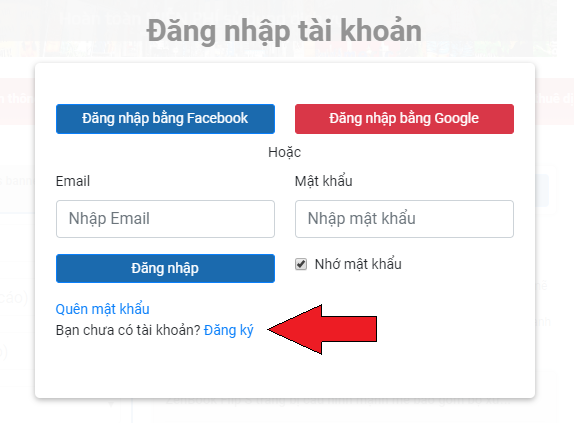 Đăng nhập tài khoản
Đăng nhập bằng Facebook
Đăng nhập bằng Google
Hoặc
Email
Mật khẩu
Nhập Email
Nhập mật khẩu
Đăng nhập
Nhớ mật khẩu
Quên mật khẩu
Bạn chưa có tài khoản? Đăng ký